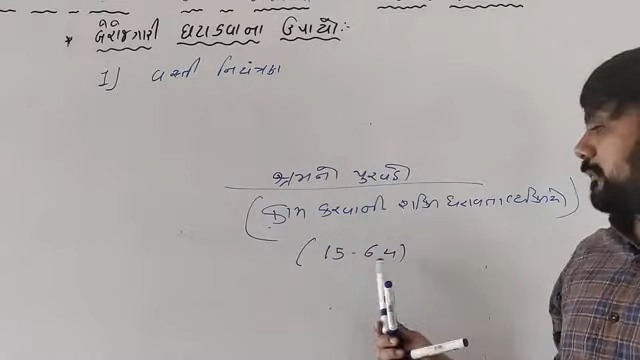 * બેરોજગારી ઘટાડવાના ઉપાયો :-
1) વસ્તી નિયંત્રણ
શ્રમનો પુરવઠો
(કામ કરવાની શક્તિ ધરાવતા વ્યક્તિઓ)
(15-64)